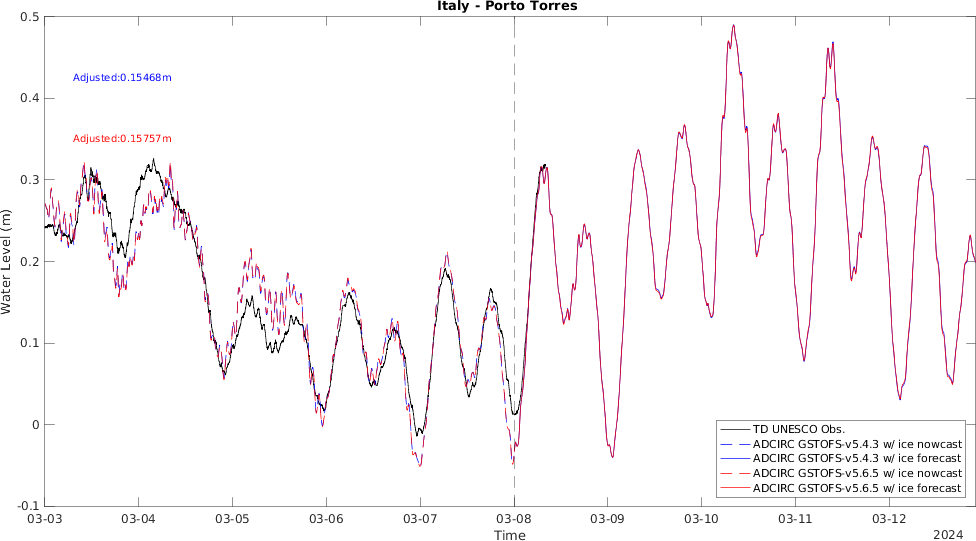 Italy - Porto Torres
0.5
0.4
0.3
0.2
0.1
0
-0.1
Water Level (m)
Adjusted:0.15468m
Adjusted:0.15757m
TD UNESCO Obs.
ADCIRC GSTOFS-v5.4.3 w/ ice nowcast
ADCIRC GSTOFS-v5.4.3 w/ ice forecast
ADCIRC GSTOFS-v5.6.5 w/ ice nowcast
ADCIRC GSTOFS-v5.6.5 w/ ice forecast
03-03 03-04 03-05 03-06 03-07 03-08 03-09 03-10 03-11 03-12
Time
2024